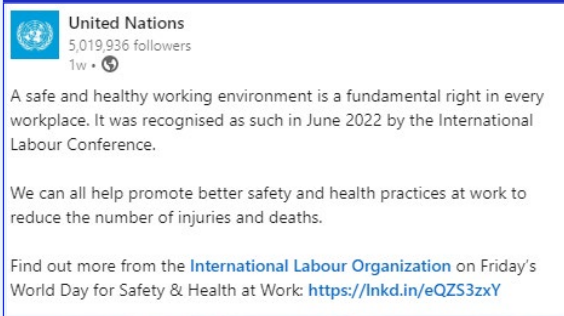 United Nations
5,019,936 followers
1w •
A safe and healthy working environment is a fundamental right in every
workplace. It was recognised as such in June 2022 by the International
Labour Conference.
We can all help promote better safety and health practices at work to
reduce the number of injuries and deaths.
Find out more from the International Labour Organization on Friday's
World Day for Safety & Health at Work: https://lnkd.in/eQZS3zxY